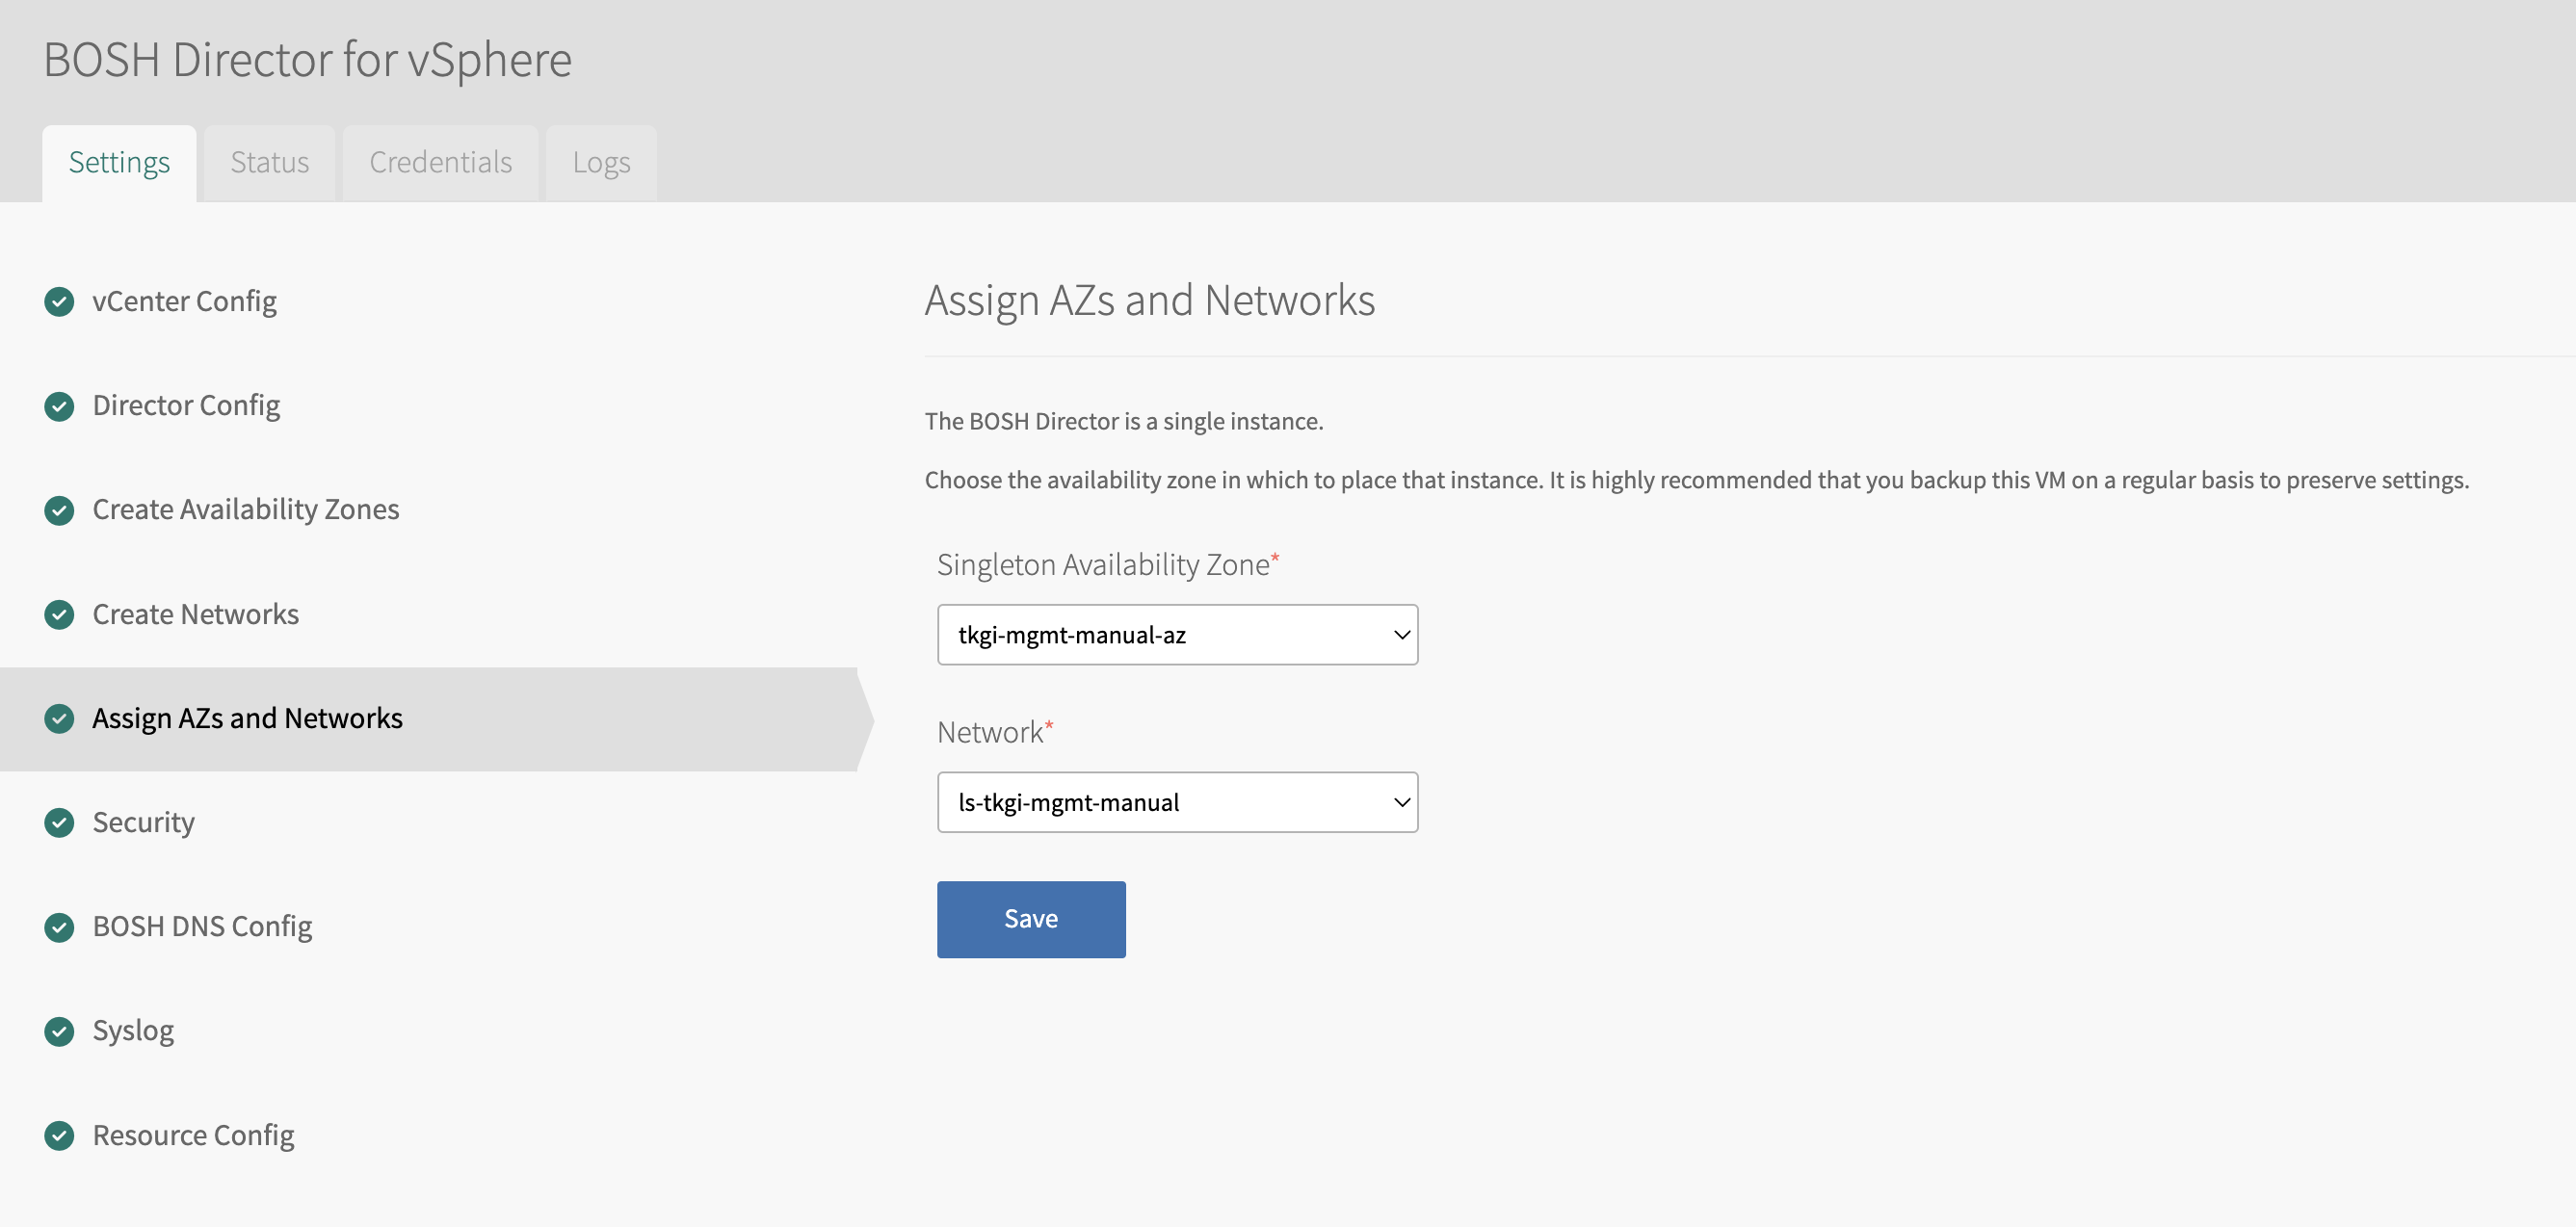 BOSH Director for vSphere
Settings
Status
Credentials
Logs
vCenter Config
Director Config
Create Availability Zones
Create Networks
Assign AZs and Networks
Security
BOSH DNS Config
Syslog
Resource Config
Assign AZs and Networks
The BOSH Director is a single instance.
Choose the availability zone in which to place that instance. It is highly recommended that you backup this VM on a regular basis to preserve settings.
Singleton Availability Zone*
tkgi-mgmt-manual-az
Network*
ls-tkgi-mgmt-manual
Save